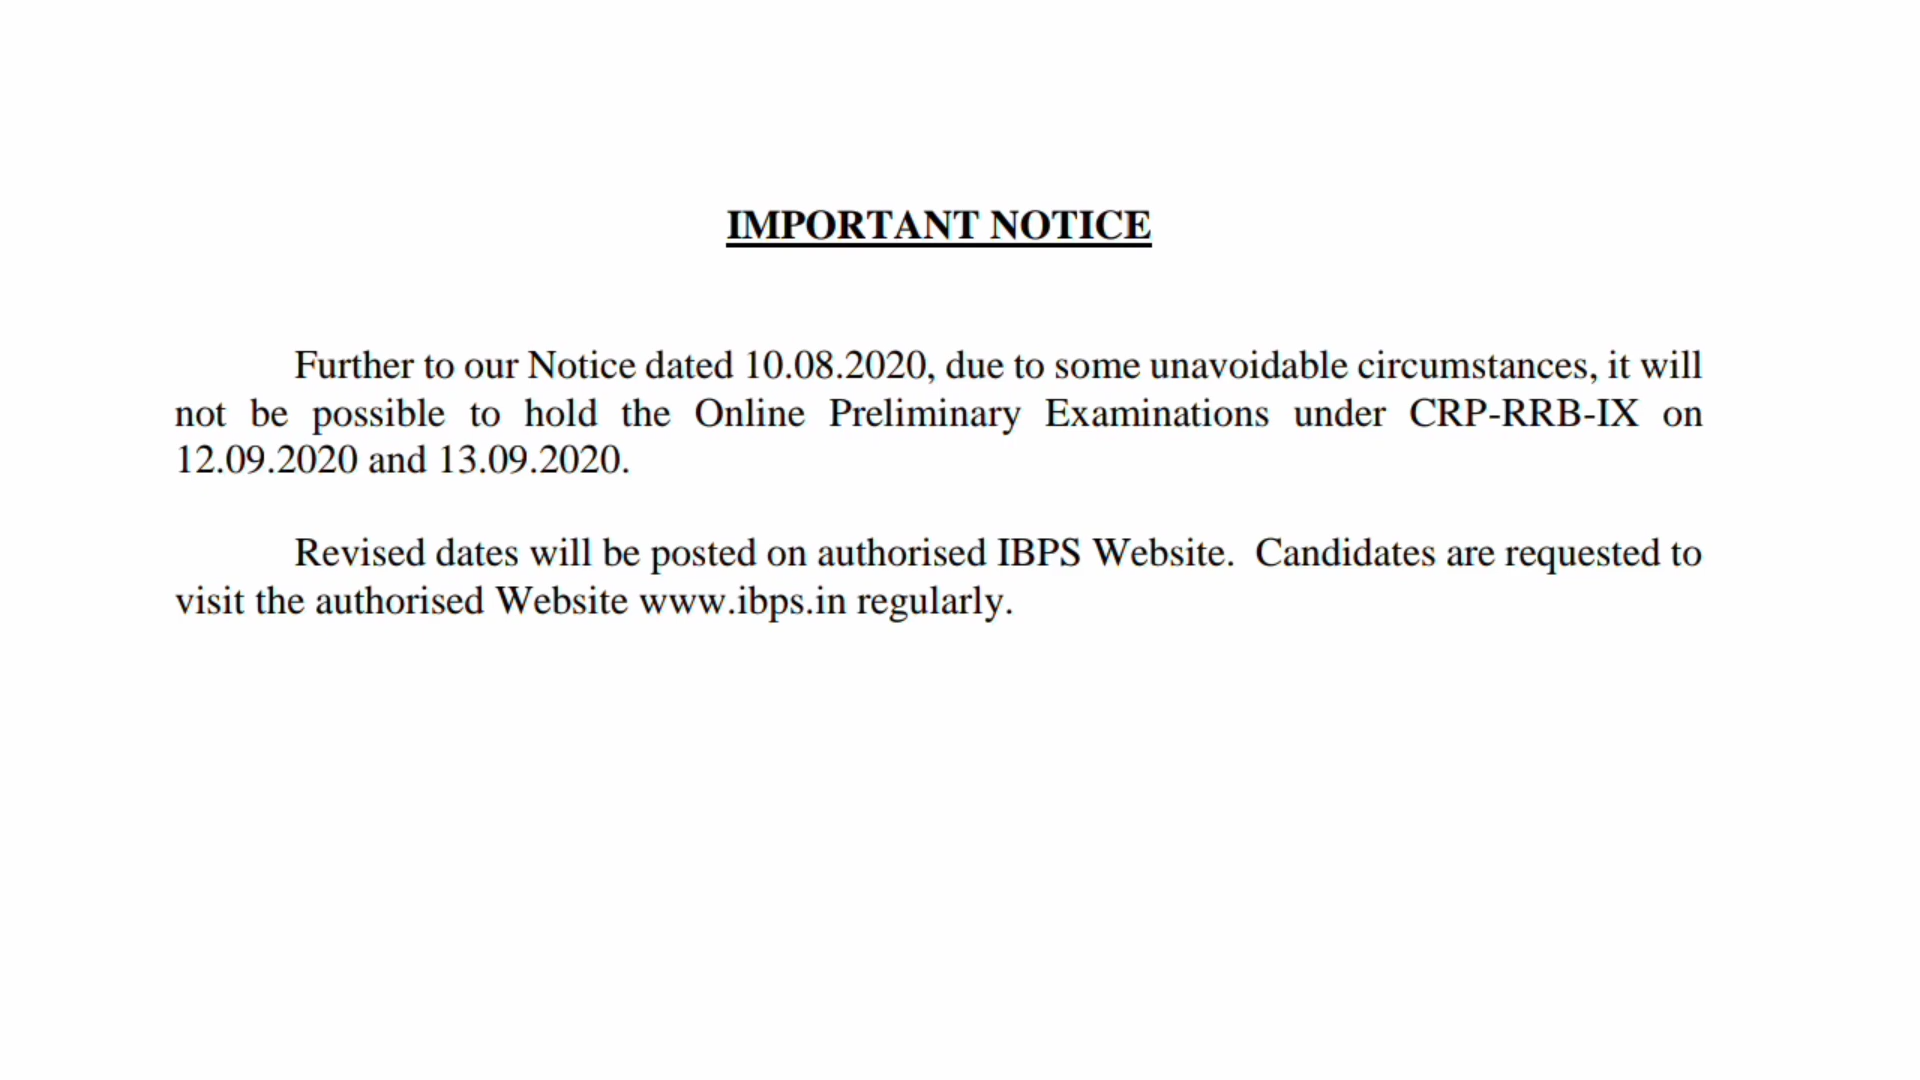 IMPORTANT NOTICE
Further to our Notice dated 10.08.2020, due to some unavoidable circumstances, it will
not be possible to hold the Online Preliminary Examinations under CRP-RRB-IX on
12.09.2020 and 13.09.2020.
Revised dates will be posted on authorised IBPS Website. Candidates are requested to
visit the authorised Website www.ibps.in regularly.